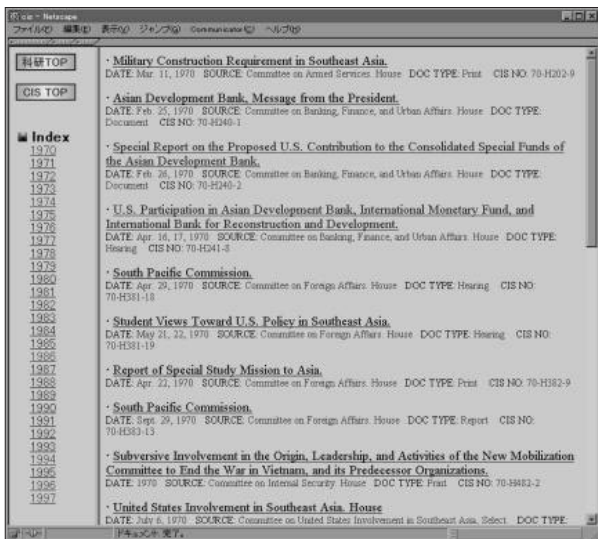 cis - Netscape
ファイル(F) 編集(E) 表示(V) ジャンプ(G) Communicator(C) ヘルプ(H)
科研TOP
CIS TOP
Index
1970
1971
1972
1973
1974
1975
1976
1977
1978
1979
1980
1981
1982
1983
1984
1985
1986
1987
1988
1989
1990
1991
1992
1993
1994
1995
1996
1997
· Military Construction Requirement in Southeast Asia.
DATE: Mar. 11, 1970 SOURCE: Committee on Armed Services. House DOC TYPE: Print CIS NO: 70-H202-9
· Asian Development Bank, Message from the President.
DATE: Feb. 25, 1970 SOURCE: Committee on Banking, Finance, and Urban Affairs. House DOC TYPE:
Document CIS NO: 70-H240-1
· Special Report on the Proposed U.S. Contribution to the Consolidated Special Funds of
the Asian Development Bank.
DATE: Feb. 26, 1970 SOURCE: Committee on Banking, Finance, and Urban Affairs. House DOC TYPE:
Document CIS NO: 70-H240-2
· U.S. Participation in Asian Development Bank, International Monetary Fund, and
International Bank for Reconstruction and Development.
DATE: Apr. 16, 17, 1970 SOURCE: Committee on Banking, Finance, and Urban Affairs. House DOC TYPE:
Hearing CIS NO: 70-H241-8
· South Pacific Commission.
DATE: Apr. 29, 1970 SOURCE: Committee on Foreign Affairs. House DOC TYPE: Hearing CIS NO:
70-H381-18
· Student Views Toward U.S. Policy in Southeast Asia.
DATE: May 21, 22, 1970 SOURCE: Committee on Foreign Affairs. House DOC TYPE: Hearing CIS NO:
70-H381-19
· Report of Special Study Mission to Asia.
DATE: Apr. 22, 1970 SOURCE: Committee on Foreign Affairs. House DOC TYPE: Print CIS NO: 70-H382-9
· South Pacific Commission.
DATE: Sept. 29, 1970 SOURCE: Committee on Foreign Affairs. House DOC TYPE: Report CIS NO:
70-H383-13
· Subversive Involvement in the Origin, Leadership, and Activities of the New Mobilization
Committee to End the War in Vietnam, and its Predecessor Organizations.
DATE: 1970 SOURCE: Committee on Internal Security. House DOC TYPE: Print CIS NO: 70-H482-2
· United States Involvement in Southeast Asia. House
DATE: July 6, 1970 SOURCE: Committee on United States Involvement in Southeast Asia, Select. DOC TYPE:
ドキュメント: 完了。